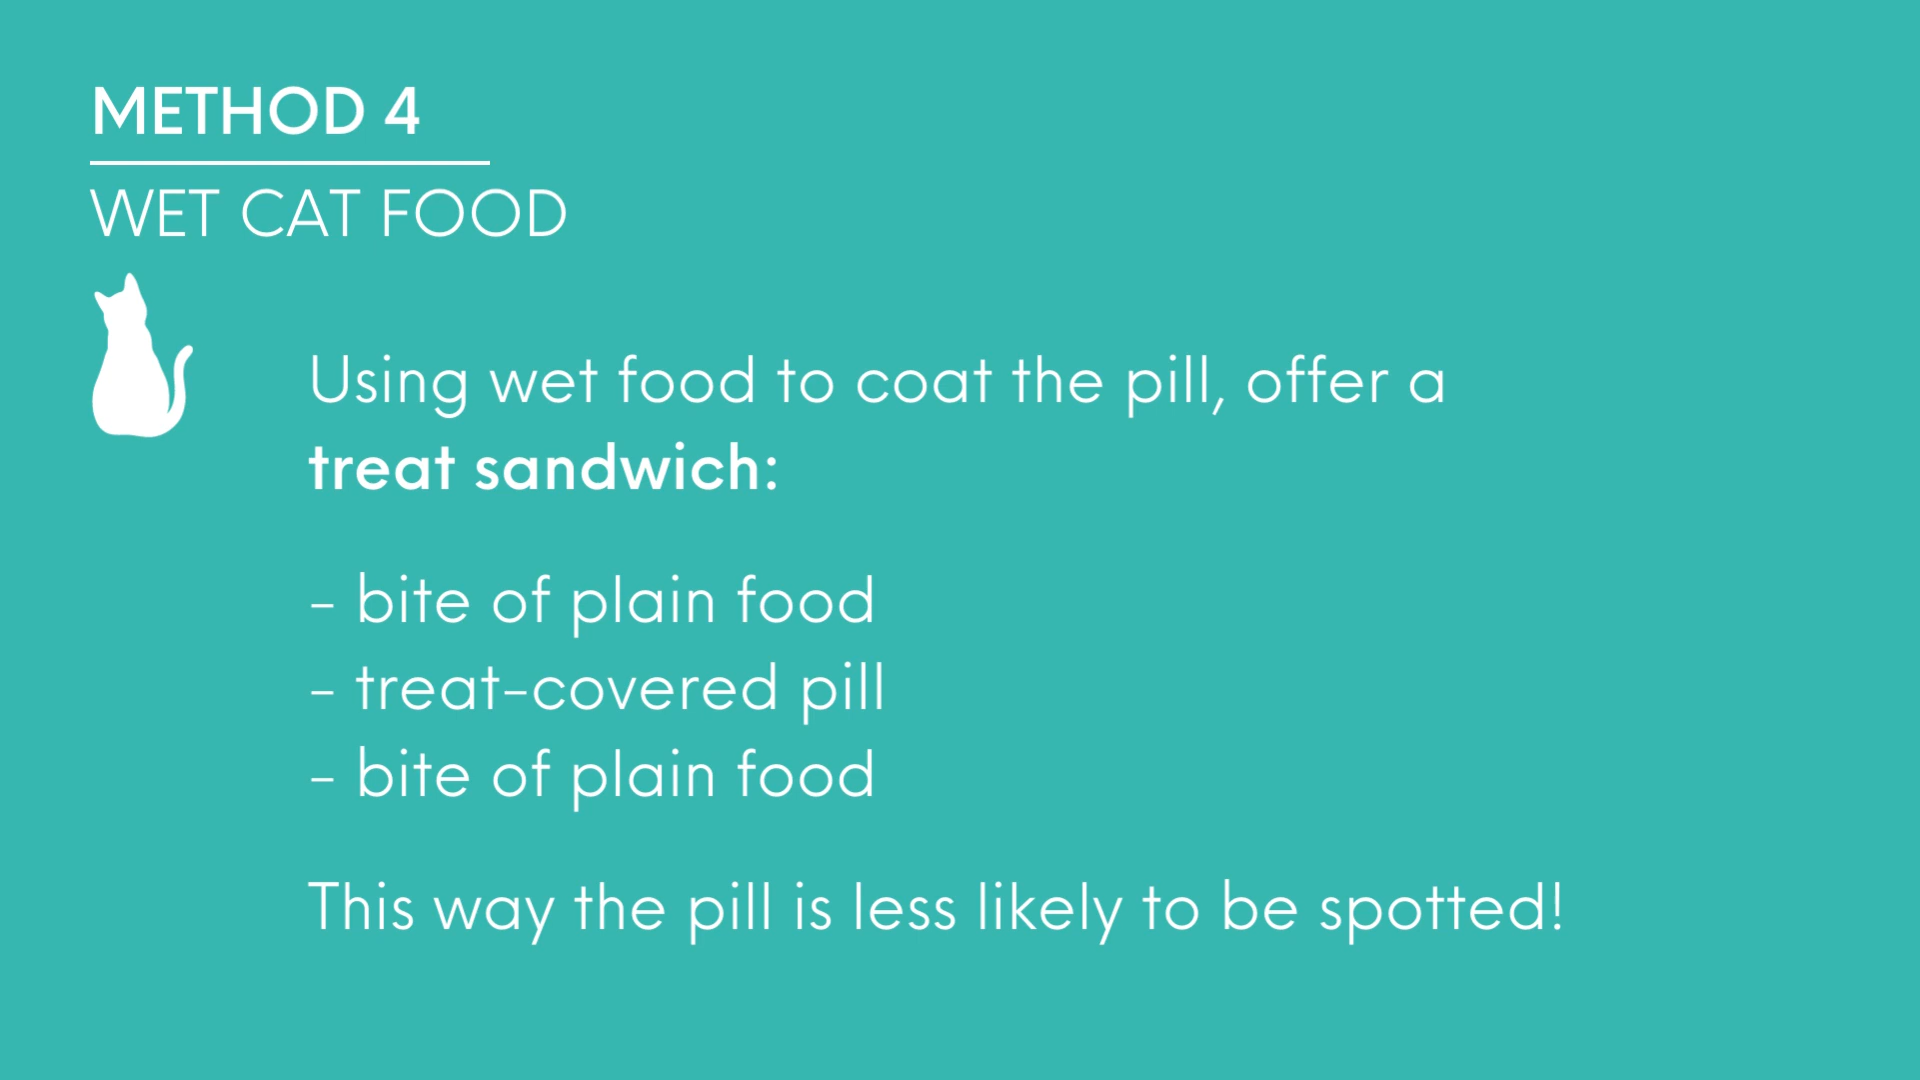 METHOD 4
WET CAT FOOD
Using wet food to coat the pill, offer a
treat sandwich:
- bite of plain food
- treat-covered pill
- bite of plain food
This way the pill is less likely to be spotted!